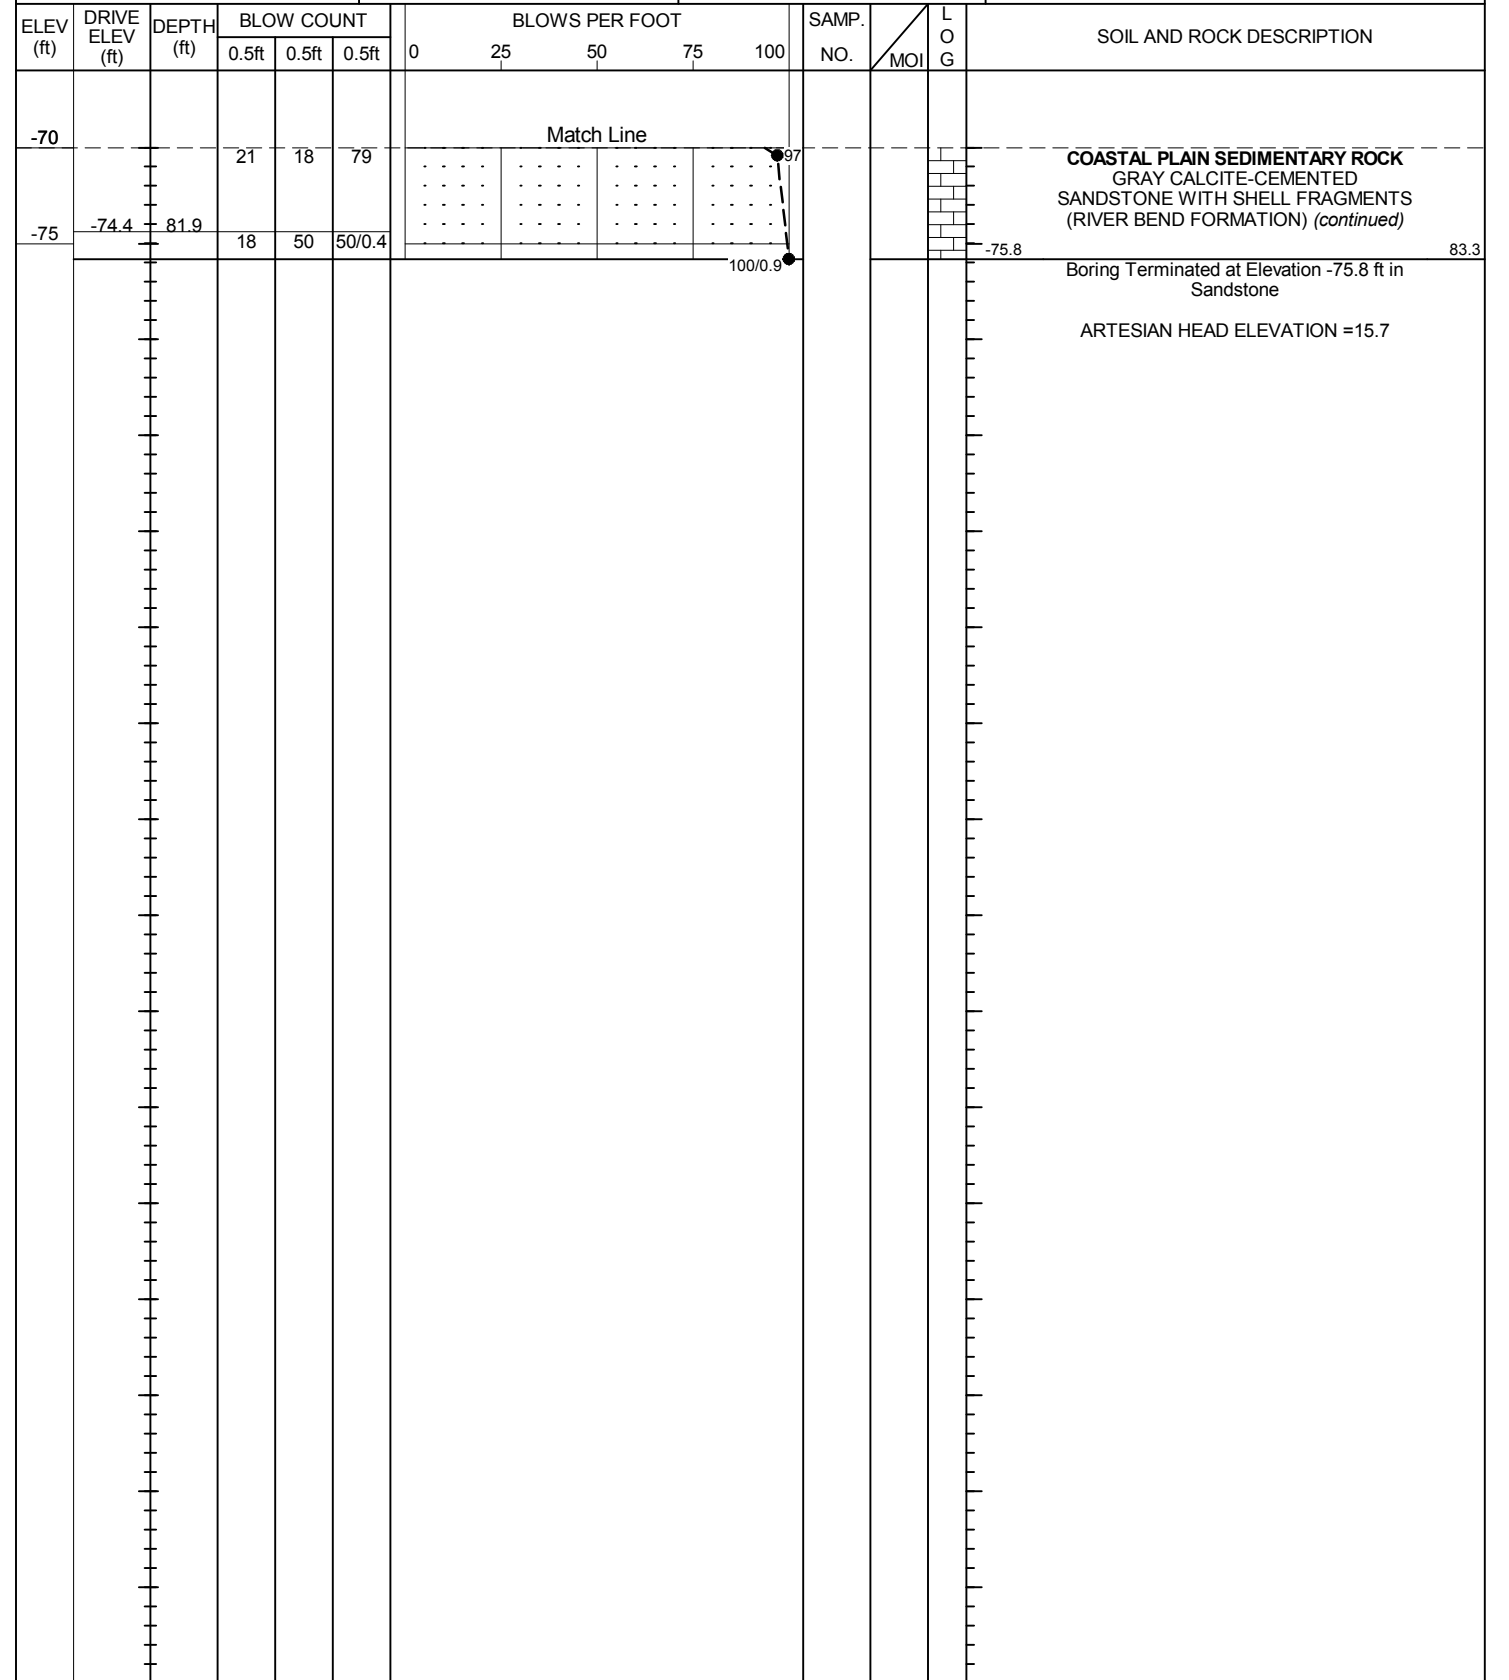 ELEV (ft) DRIVE ELEV (ft) DEPTH (ft) BLOW COUNT BLOWS PER FOOT SAMP. NO. MOI L O G SOIL AND ROCK DESCRIPTION
0.5ft 0.5ft 0.5ft 0 25 50 75 100
-70 Match Line
21 18 79 97 COASTAL PLAIN SEDIMENTARY ROCK
GRAY CALCITE-CEMENTED
SANDSTONE WITH SHELL FRAGMENTS
-74.4 81.9 (RIVER BEND FORMATION) (continued)
-75 18 50 50/0.4 -75.8 83.3
100/0.9 Boring Terminated at Elevation -75.8 ft in
Sandstone
ARTESIAN HEAD ELEVATION =15.7